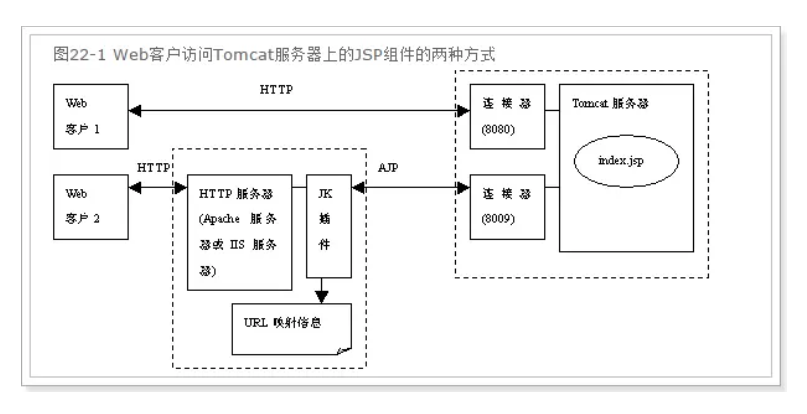 图22-1 Web客户访问Tomcat服务器上的JSP组件的两种方式
HTTP
Web
客户 1
连 接 器
(8080)
Tomcat 服务器
index.jsp
HTTP
AJP
Web
客户 2
HTTP 服务器
(Apache 服务
器或 IIS 服务
器)
JK
插
件
连 接 器
(8009)
URL 映射信息